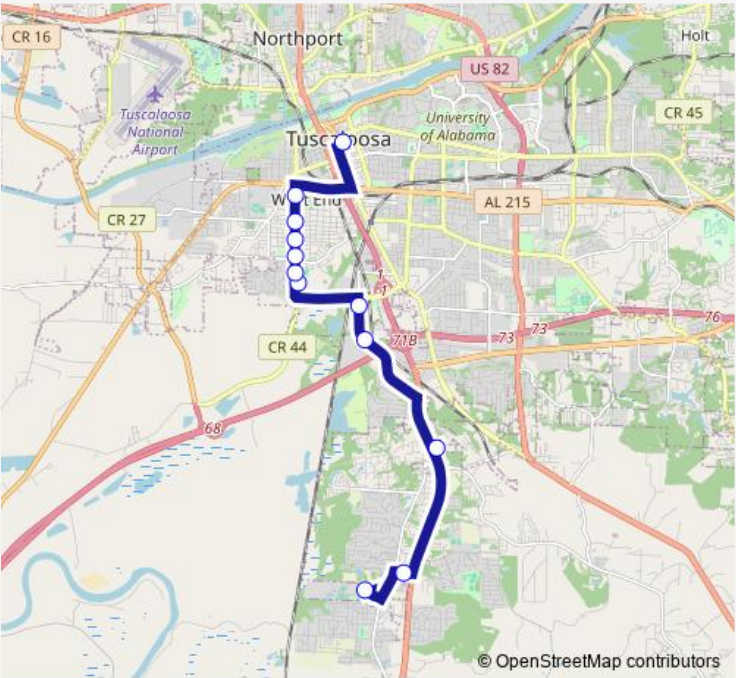 CR 16
Northport
Holt
US 82
Tuscaloosa
National
Airport
University
of Alabama
CR 45
Tuscaloosa
West End
AL 215
CR 27
1
1
76
73
73
71B
CR 44
68
© OpenStreetMap contributors